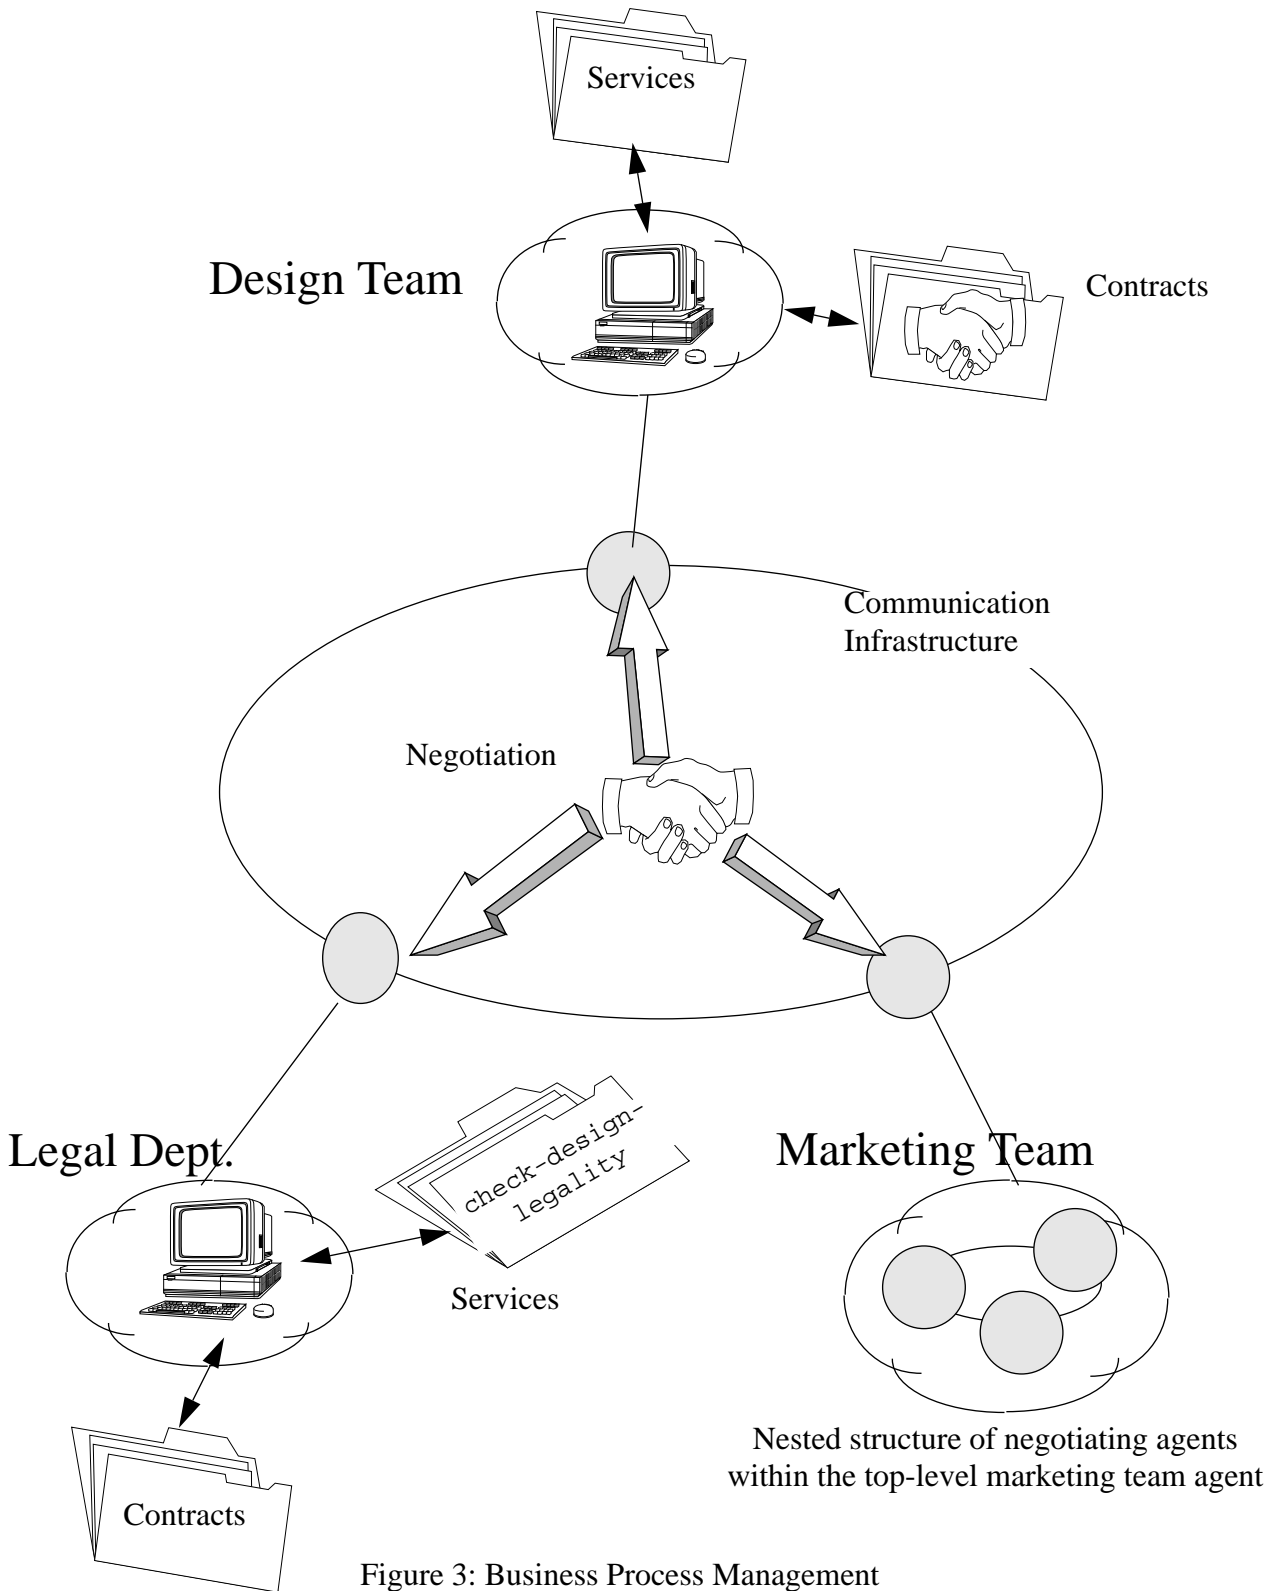 Services
Design Team
Contracts
Communication
Infrastructure
Negotiation
Legal Dept.
check-design-
legality
Services
Marketing Team
Contracts
Nested structure of negotiating agents
within the top-level marketing team agent
Figure 3: Business Process Management